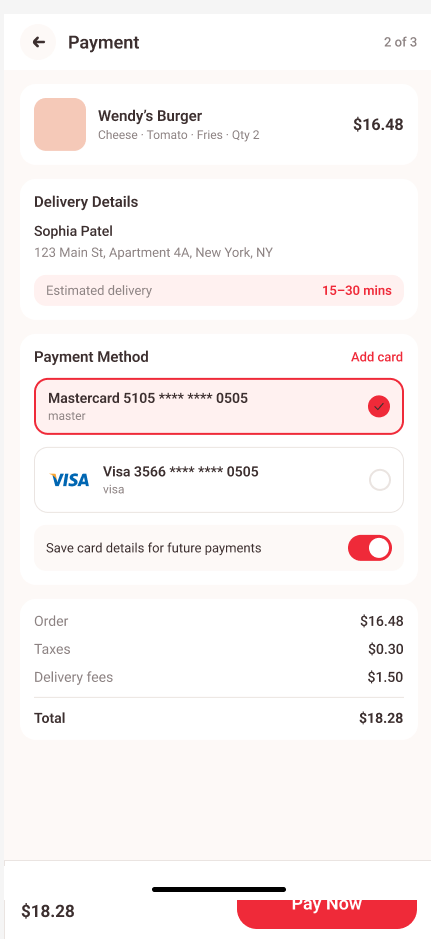 Payment
2 of 3
Wendy’s Burger
Cheese · Tomato · Fries · Qty 2
$16.48
Delivery Details
Sophia Patel
123 Main St, Apartment 4A, New York, NY
Estimated delivery
15–30 mins
Payment Method
Add card
Mastercard 5105 **** **** 0505
master
VISA
Visa 3566 **** **** 0505
visa
Save card details for future payments
Order
$16.48
Taxes
$0.30
Delivery fees
$1.50
Total
$18.28
$18.28
Pay Now